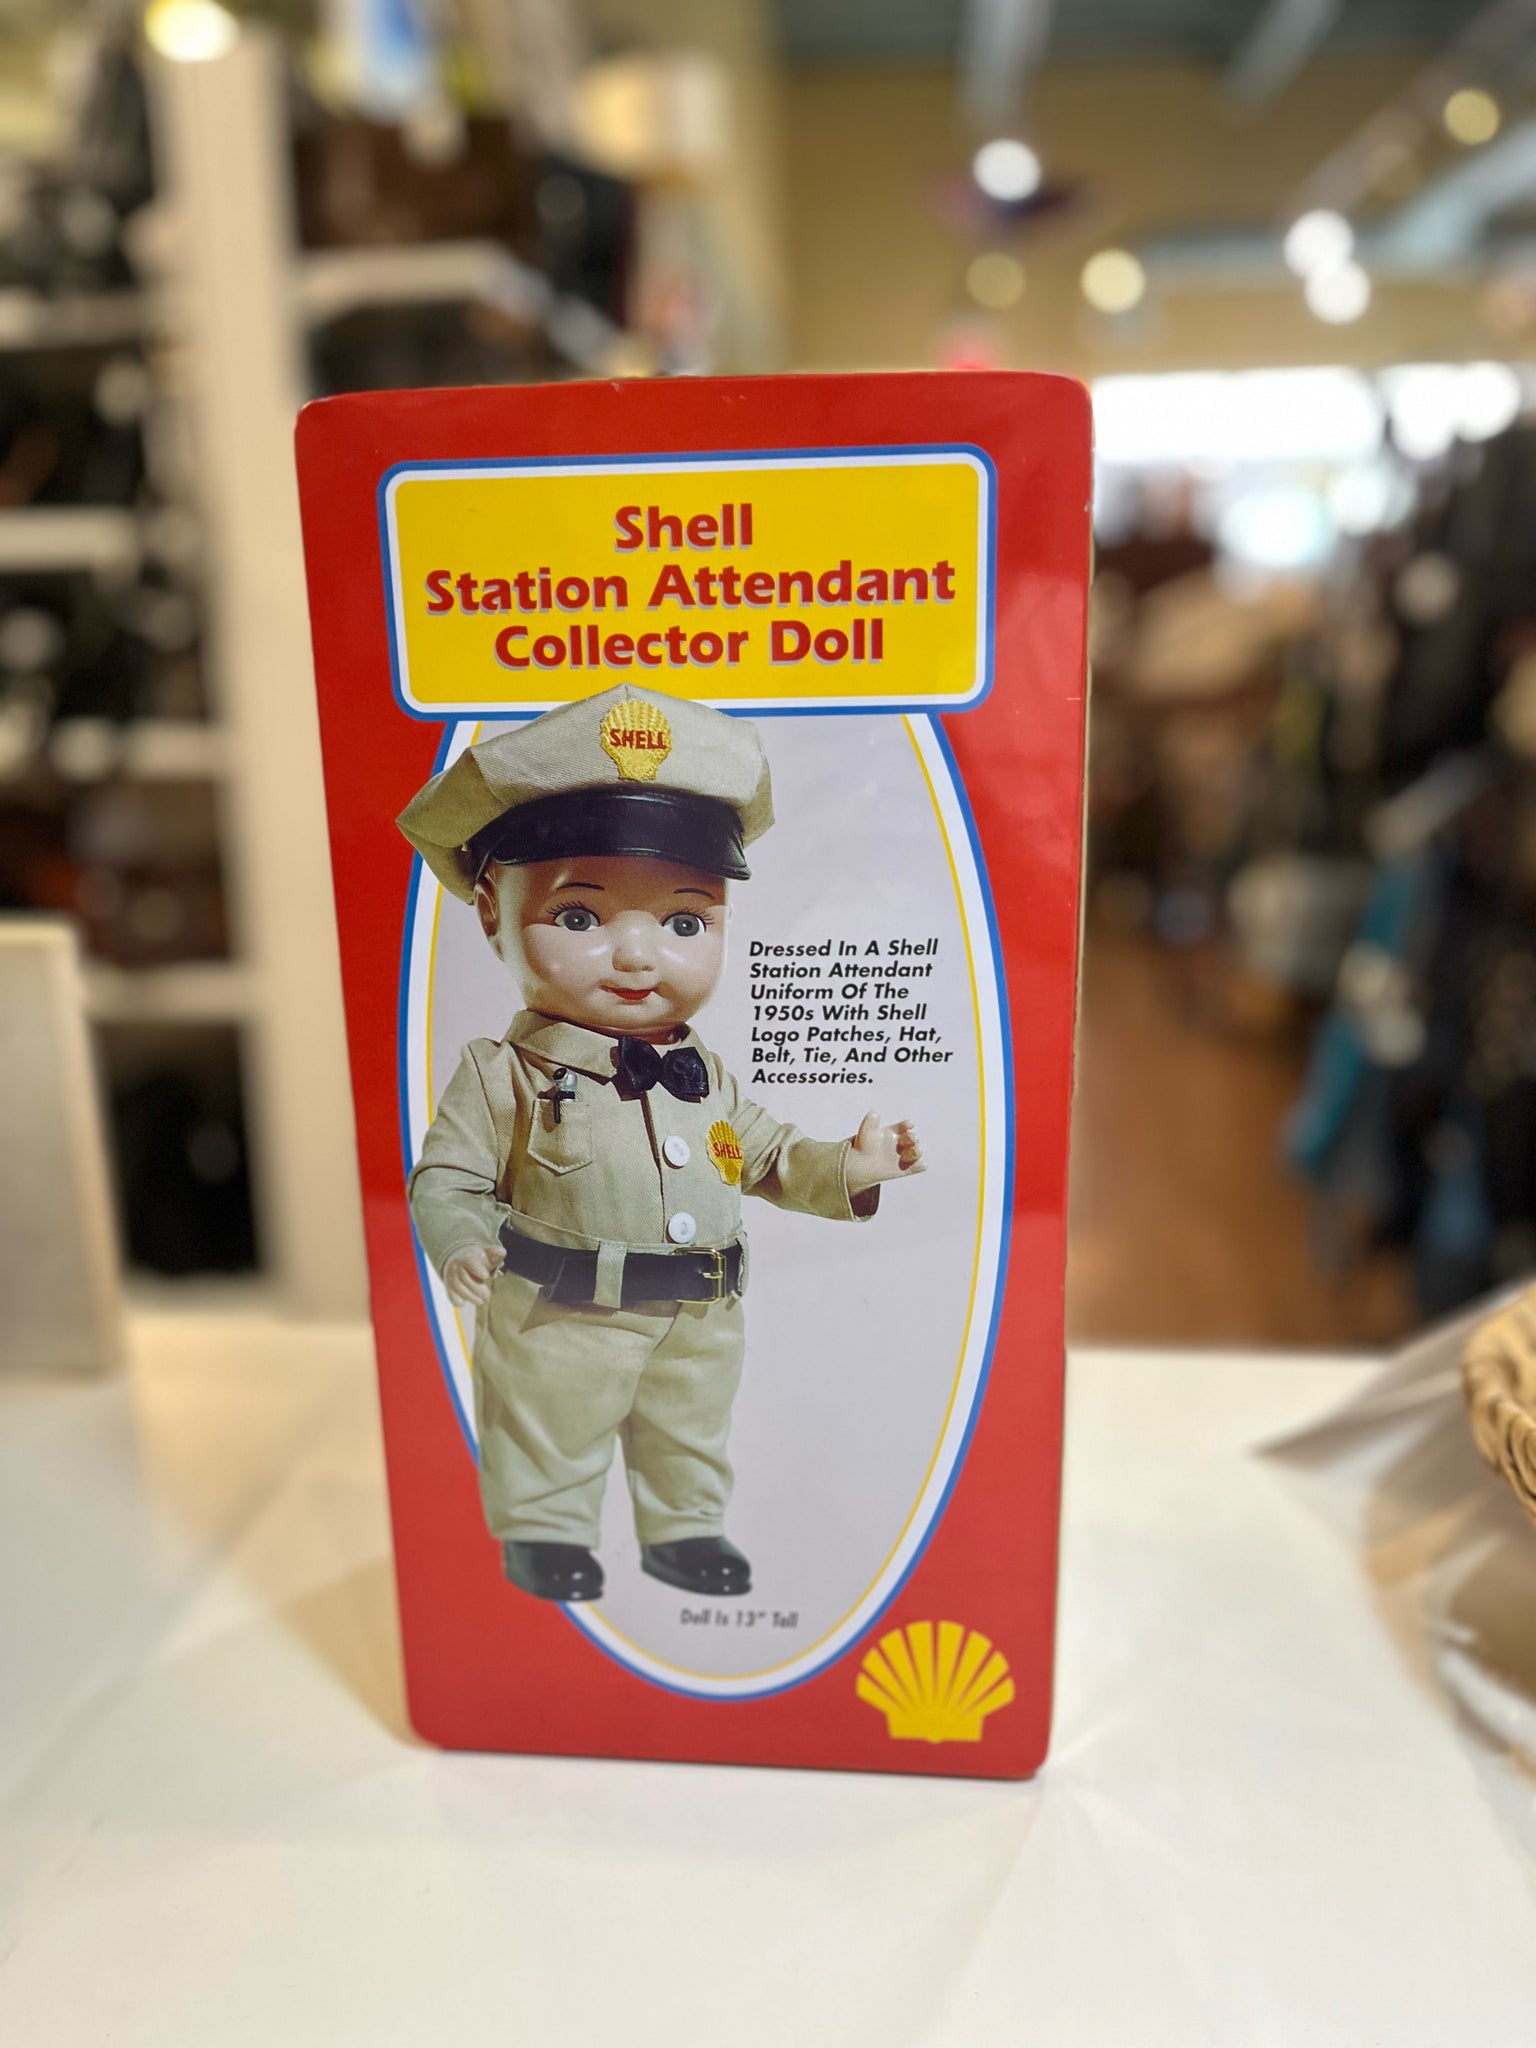 Shell
Station Attendant
Collector Doll
SHELL
Dressed In A Shell
Station Attendant
Uniform Of The
1950s With Shell
Logo Patches, Hat,
Belt, Tie, And Other
Accessories.
SHELL
Doll Is 13" Tall